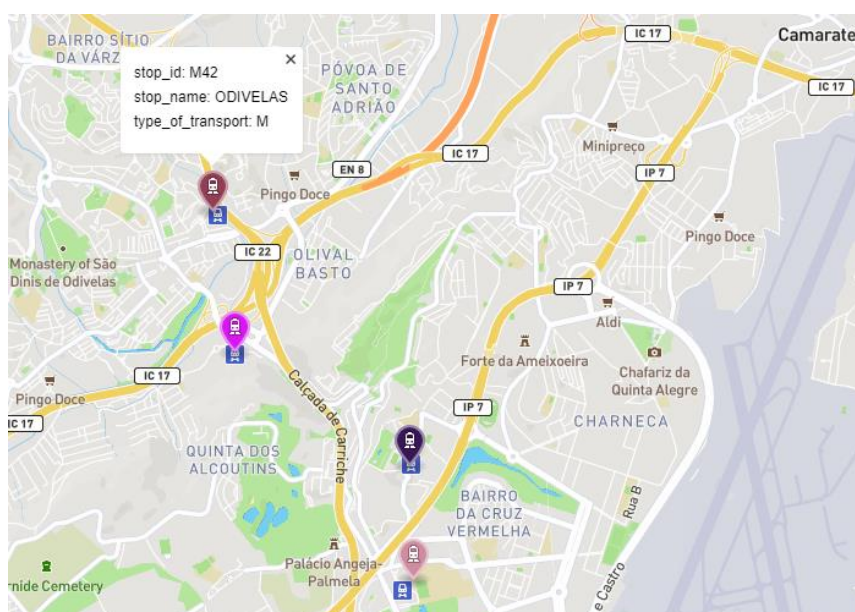 BAIRRO SÍTIO
DA VÁRZ
×
stop_id: M42
stop_name: ODIVELAS
type_of_transport: M
PÓVOA DE
SANTO
ADRIÃO
IC 17
Camarate
IC 17
Minipreço
IC 17
EN 8
IP 7
Pingo Doce
Pingo Doce
IC 22
OLIVAL
BASTO
Monastery of São
Dinis de Odivelas
IP 7
Aldi
Forte da Ameixoeira
Chafariz da
Quinta Alegre
IC 17
Pingo Doce
Calçada de Carriche
IP 7
CHARNECA
IC 17
QUINTA DOS
ALCOUTINS
BAIRRO
DA CRUZ
VERMELHA
Rua B
Palácio Angeja-
Palmela
rnide Cemetery
e Castro